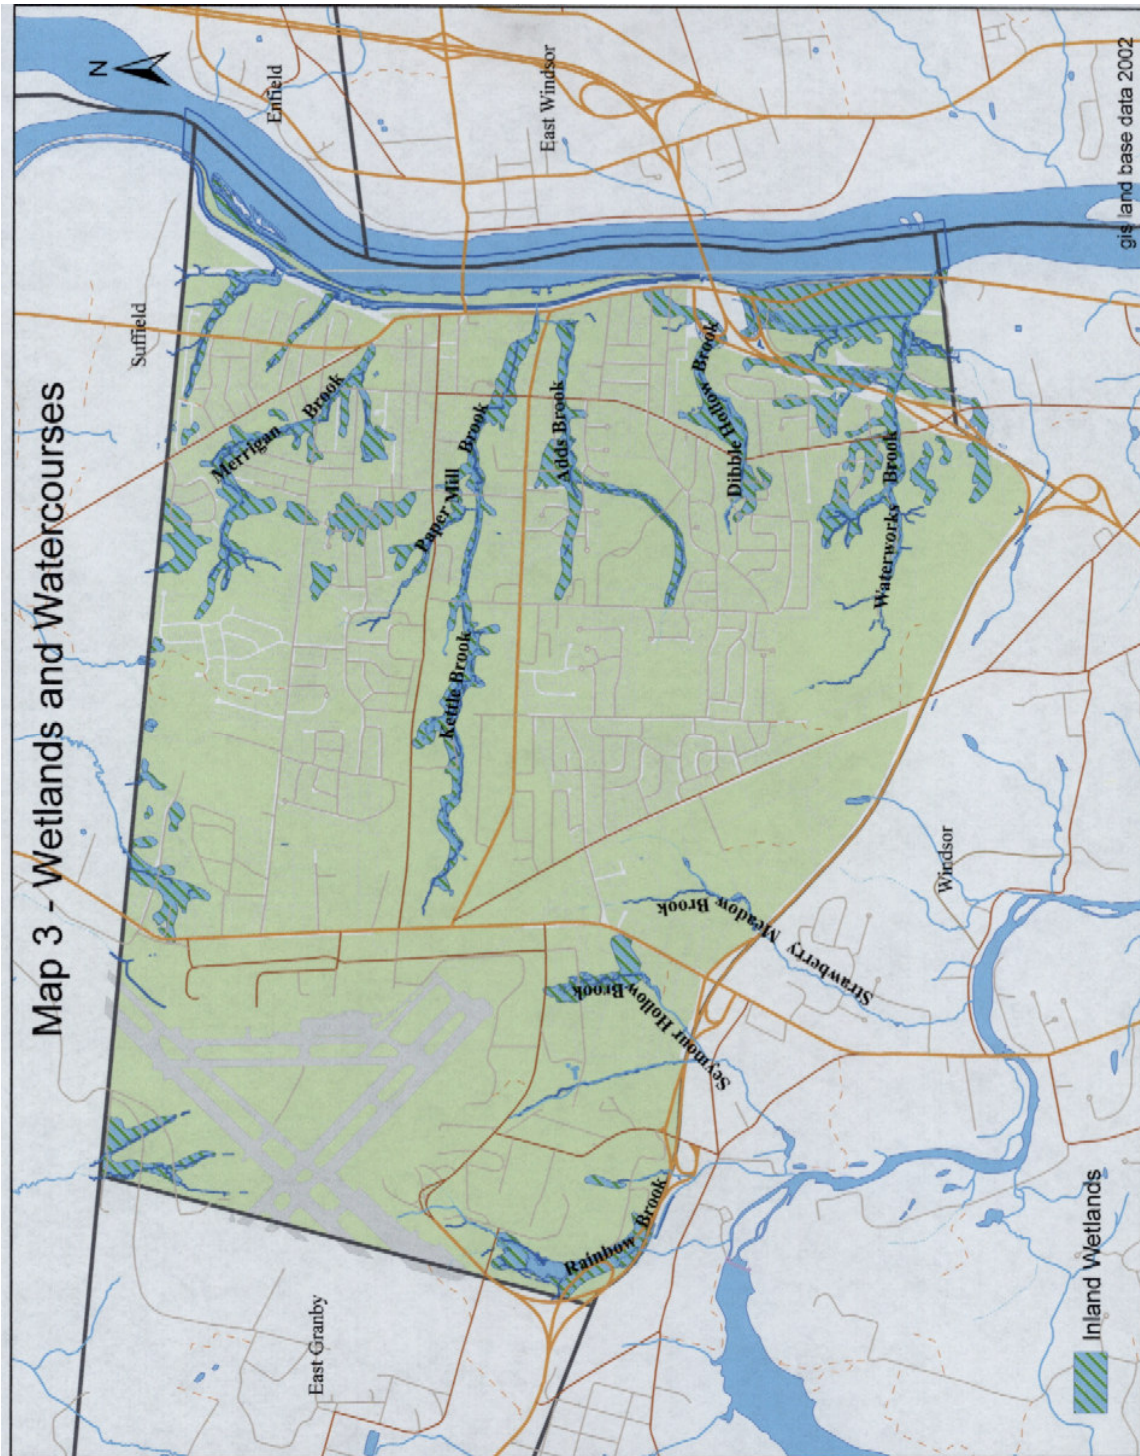 Map 3 - Wetlands and Watercourses
N
Suffield
Enfield
East Windsor
East Granby
Windsor
Merrigan Brook
Paper Mill Brook
Kettle Brook
Adds Brook
Dibble Hollow Brook
Waterworks Brook
Strawberry Meadow Brook
Seymour Hollow Brook
Rainbow Brook
Inland Wetlands
gis land base data 2002